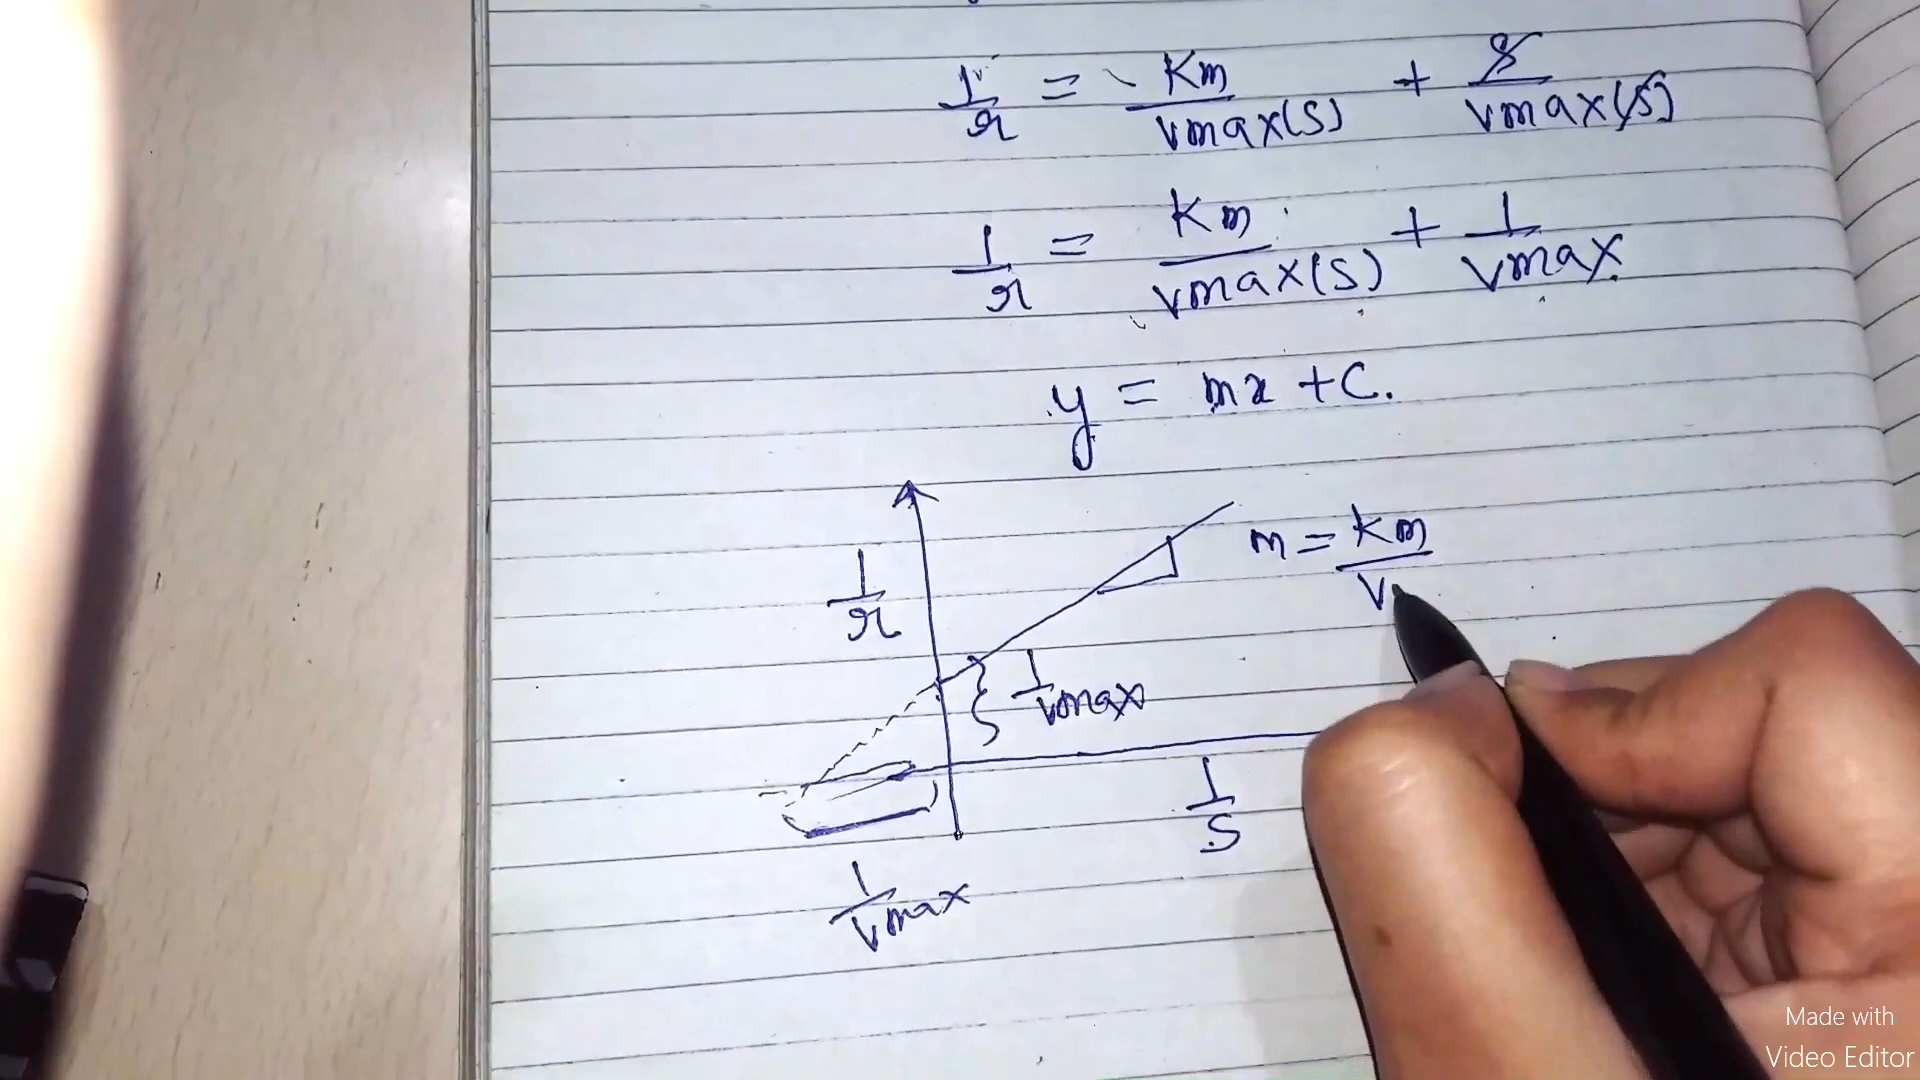 1/r = Km/Vmax(S) + S/Vmax(S)
1/r = Km/Vmax(S) + 1/Vmax
y = mx + C.
m = Km/V
1/r
1/Vmax
1/S
1/Vmax
Made with
Video Editor